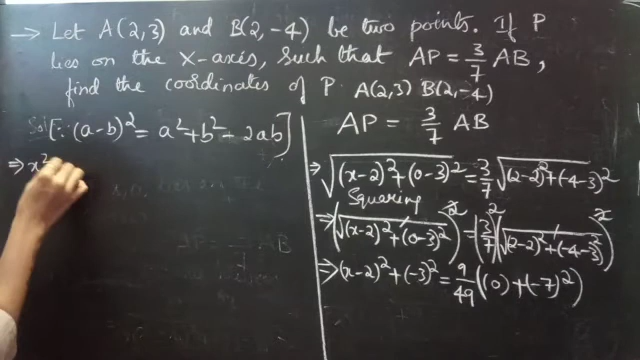 → Let A(2,3) and B(2,-4) be two points. If P
lies on the X-axis, such that AP = 3/7 AB,
find the coordinates of P A(2,3) B(2,-4)
Sol [∵ (a-b)² = a²+b²-2ab]
⇒ x²
AP = 3/7 AB
⇒ √((x-2)²+(0-3)²) = 3/7 √((2-2)²+(-4-3)²)
Squaring
⇒ (√((x-2)²+(0-3)²))² = (3/7)² (√((2-2)²+(-4-3)²))²
⇒ (x-2)²+(-3)² = 9/49 ((0)+(-7)²)